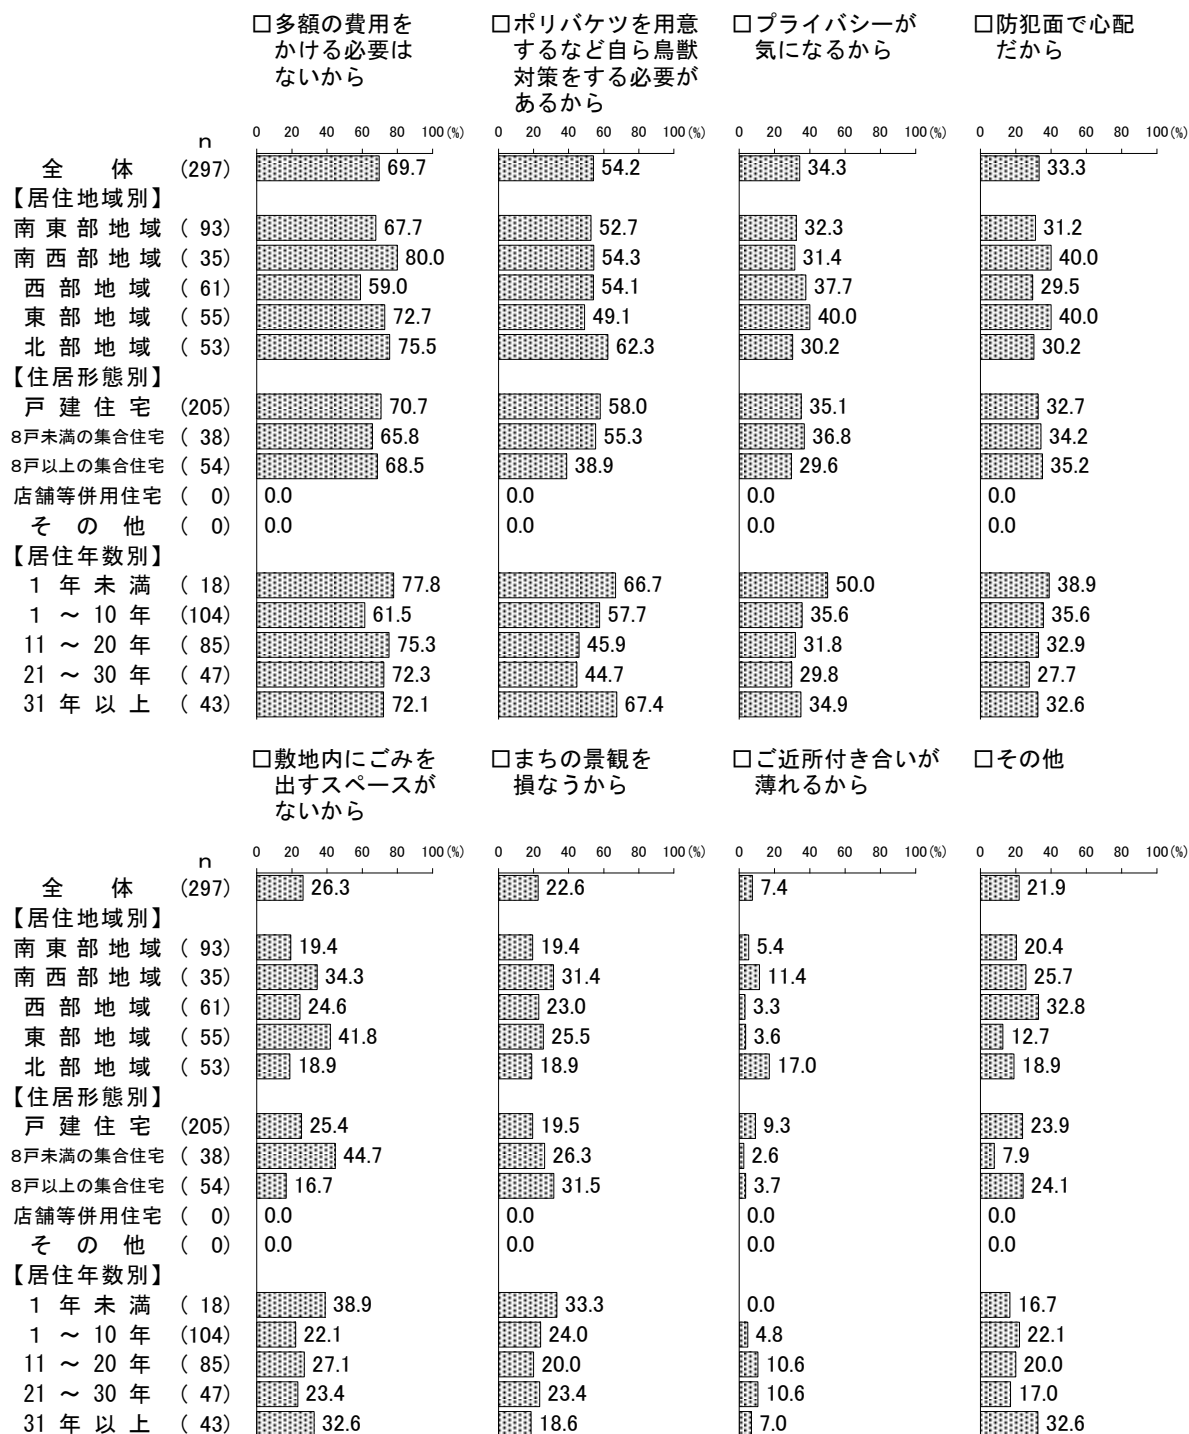 □多額の費用を
かける必要は
ないから
□ポリバケツを用意
するなど自ら鳥獣
対策をする必要が
あるから
□プライバシーが
気になるから
□防犯面で心配
だから
n 0 20 40 60 80 100(%) 0 20 40 60 80 100(%) 0 20 40 60 80 100(%) 0 20 40 60 80 100(%)
全体 (297) 69.7 54.2 34.3 33.3
【居住地域別】
南東部地域 (93) 67.7 52.7 32.3 31.2
南西部地域 (35) 80.0 54.3 31.4 40.0
西部地域 (61) 59.0 54.1 37.7 29.5
東部地域 (55) 72.7 49.1 40.0 40.0
北部地域 (53) 75.5 62.3 30.2 30.2
【住居形態別】
戸建住宅 (205) 70.7 58.0 35.1 32.7
8戸未満の集合住宅 (38) 65.8 55.3 36.8 34.2
8戸以上の集合住宅 (54) 68.5 38.9 29.6 35.2
店舗等併用住宅 (0) 0.0 0.0 0.0 0.0
その他 (0) 0.0 0.0 0.0 0.0
【居住年数別】
1年未満 (18) 77.8 66.7 50.0 38.9
1～10年 (104) 61.5 57.7 35.6 35.6
11～20年 (85) 75.3 45.9 31.8 32.9
21～30年 (47) 72.3 44.7 29.8 27.7
31年以上 (43) 72.1 67.4 34.9 32.6
□敷地内にごみを
出すスペースが
ないから
□まちの景観を
損なうから
□ご近所付き合いが
薄れるから
□その他
n 0 20 40 60 80 100(%) 0 20 40 60 80 100(%) 0 20 40 60 80 100(%) 0 20 40 60 80 100(%)
全体 (297) 26.3 22.6 7.4 21.9
【居住地域別】
南東部地域 (93) 19.4 19.4 5.4 20.4
南西部地域 (35) 34.3 31.4 11.4 25.7
西部地域 (61) 24.6 23.0 3.3 32.8
東部地域 (55) 41.8 25.5 3.6 12.7
北部地域 (53) 18.9 18.9 17.0 18.9
【住居形態別】
戸建住宅 (205) 25.4 19.5 9.3 23.9
8戸未満の集合住宅 (38) 44.7 26.3 2.6 7.9
8戸以上の集合住宅 (54) 16.7 31.5 3.7 24.1
店舗等併用住宅 (0) 0.0 0.0 0.0 0.0
その他 (0) 0.0 0.0 0.0 0.0
【居住年数別】
1年未満 (18) 38.9 33.3 0.0 16.7
1～10年 (104) 22.1 24.0 4.8 22.1
11～20年 (85) 27.1 20.0 10.6 20.0
21～30年 (47) 23.4 23.4 10.6 17.0
31年以上 (43) 32.6 18.6 7.0 32.6